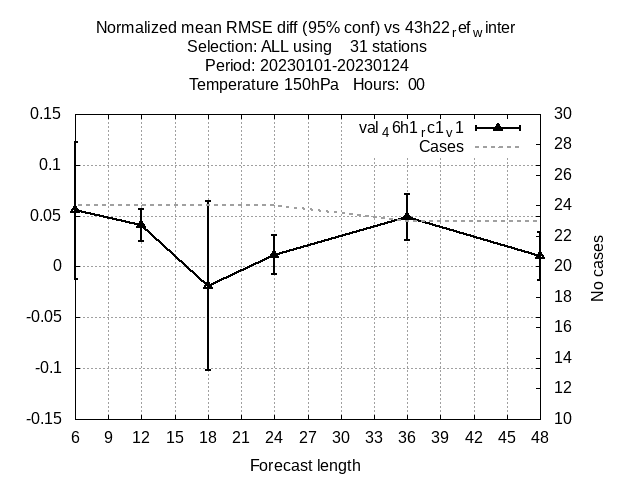 Normalized mean RMSE diff (95% conf) vs 43h22refwinter
Selection: ALL using 31 stations
Period: 20230101-20230124
Temperature 150hPa Hours: 00
val46h1rc1v1
Cases
0.15
0.1
0.05
0
-0.05
-0.1
-0.15
30
28
26
24
22
20
18
16
14
12
10
No cases
6 9 12 15 18 21 24 27 30 33 36 39 42 45 48
Forecast length